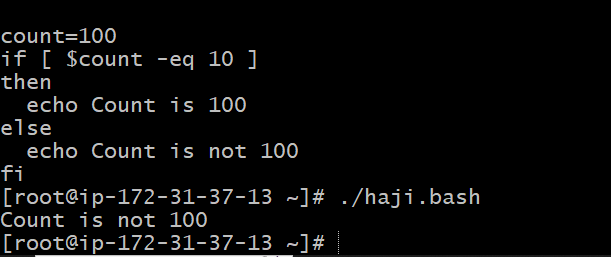 count=100
if [ $count -eq 10 ]
then
  echo Count is 100
else
  echo Count is not 100
fi
[root@ip-172-31-37-13 ~]# ./haji.bash
Count is not 100
[root@ip-172-31-37-13 ~]#